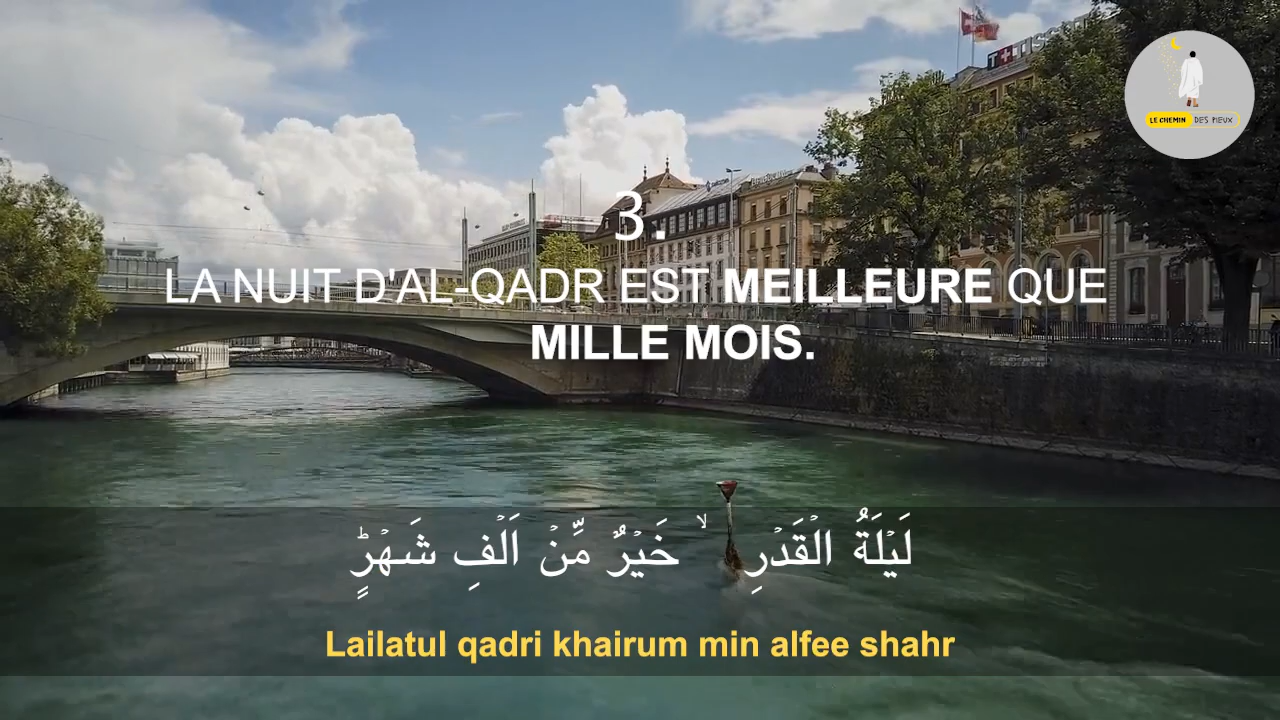 LE CHEMIN DES PIEUX
3.
LA NUIT D'AL-QADR EST MEILLEURE QUE
MILLE MOIS.
لَيْلَةُ الْقَدْرِ ۙ خَيْرٌ مِّنْ اَلْفِ شَهْرٍؕ
Lailatul qadri khairum min alfee shahr